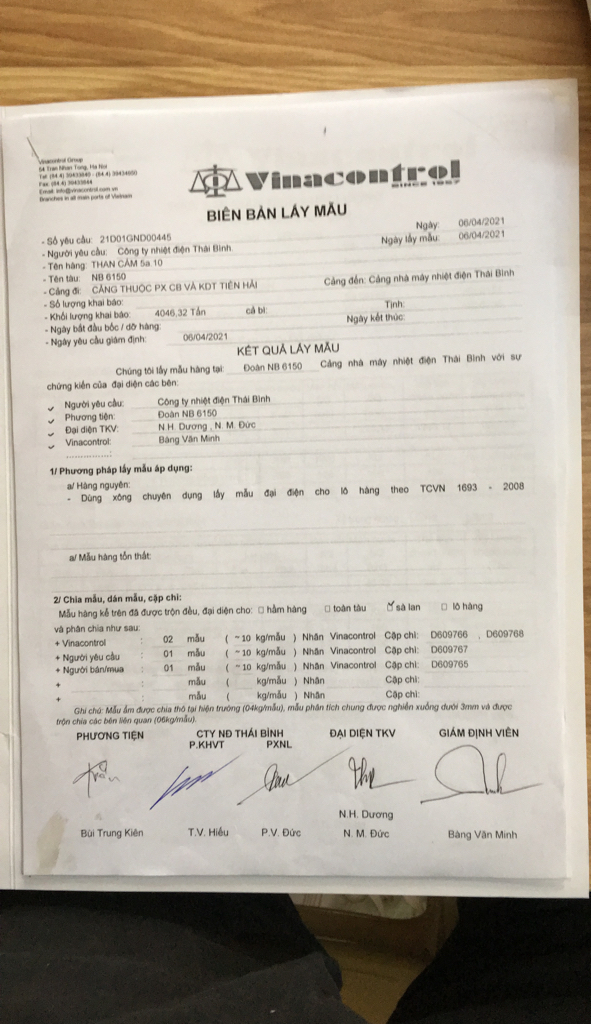 Vinacontrol Group
54 Tran Nhan Tong, Ha Noi
Email: info@vinacontrol.com.vn
Branches in all main ports of Vietnam
Vinacontrol
SINCE 1957
BIÊN BẢN LẤY MẪU
Ngày: 06/04/2021
Ngày lấy mẫu: 06/04/2021
- Số yêu cầu: 21D01GND00445
- Người yêu cầu: Công ty nhiệt điện Thái Bình.
- Tên hàng: THAN CÁM 5a.10
- Tên tàu: NB 6150
- Cảng đi: CẢNG THUỘC PX CB VÀ KDT TIÊN HẢI Cảng đến: Cảng nhà máy nhiệt điện Thái Bình
- Số lượng khai báo:
- Khối lượng khai báo: 4046,32 Tấn cả bì: Tịnh:
- Ngày bắt đầu bốc / dỡ hàng: Ngày kết thúc:
- Ngày yêu cầu giám định: 06/04/2021
KẾT QUẢ LẤY MẪU
Chúng tôi lấy mẫu hàng tại: Đoàn NB 6150 Cảng nhà máy nhiệt điện Thái Bình với sự
chứng kiến của đại diện các bên:
Người yêu cầu: Công ty nhiệt điện Thái Bình
Phương tiện: Đoàn NB 6150
Đại diện TKV: N.H. Dương , N. M. Đức
Vinacontrol: Bàng Văn Minh
1/ Phương pháp lấy mẫu áp dụng:
a/ Hàng nguyên:
- Dùng xông chuyên dụng lấy mẫu đại diện cho lô hàng theo TCVN 1693 - 2008
a/ Mẫu hàng tổn thất:
2/ Chia mẫu, dán mẫu, cặp chì:
Mẫu hàng kể trên đã được trộn đều, đại diện cho: □ hầm hàng □ toàn tàu ✓ sà lan □ lô hàng
và phân chia như sau:
+ Vinacontrol : 02 mẫu ( ~10 kg/mẫu ) Nhãn Vinacontrol Cặp chì: D609766 , D609768
+ Người yêu cầu : 01 mẫu ( ~10 kg/mẫu ) Nhãn Vinacontrol Cặp chì: D609767
+ Người bán/mua : 01 mẫu ( ~10 kg/mẫu ) Nhãn Vinacontrol Cặp chì: D609765
+ : mẫu ( kg/mẫu ) Nhãn Cặp chì:
+ : mẫu ( kg/mẫu ) Nhãn Cặp chì:
Ghi chú: Mẫu ẩm được chia thô tại hiện trường (04kg/mẫu), mẫu phân tích chung được nghiền xuống dưới 3mm và được
trộn chia các bên liên quan (06kg/mẫu).
PHƯƠNG TIỆN CTY NĐ THÁI BÌNH ĐẠI DIỆN TKV GIÁM ĐỊNH VIÊN
P.KHVT PXNL
N.H. Dương
Bùi Trung Kiên T.V. Hiếu P.V. Đức N. M. Đức Bàng Văn Minh